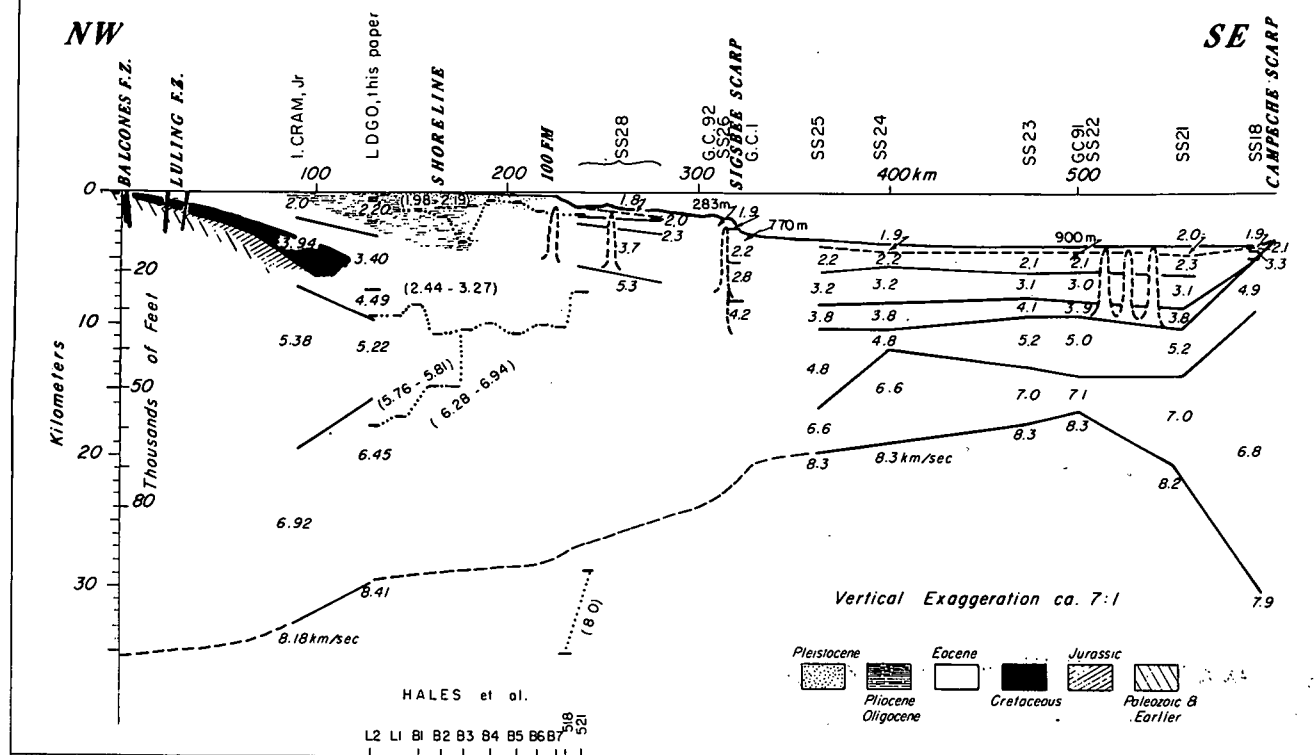 NW
SE
BALCONES F.Z.
LULING F.Z.
I. CRAM, Jr
LDGO, this paper
SHORELINE
100 FM
SS28
G.C. 92
SS26
SIGSBEE SCARP
G.C. 1
SS25
SS24
SS23
GC91
SS22
SS21
SS18
CAMPECHE SCARP
0
100
200
300
400 km
500
2.0
2.20
(1.98 - 2.19)
1.8
283m
1.9
770 m
1.9
900 m
2.0
1.9
2.1
3.94
2.0
2.3
3.7
2.2
2.2
2.2
2.1
2.1
2.3
3.3
3.40
5.3
2.8
3.2
3.2
3.1
3.0
3.1
4.9
20
4.49
(2.44 - 3.27)
4.2
3.8
3.8
4.1
3.9
3.8
10
5.38
5.22
4.8
5.2
5.0
5.2
50
(5.76 - 5.81)
(6.28 - 6.94)
4.8
6.6
7.0
7.1
7.0
Kilometers
Thousands of Feet
20
6.45
6.6
8.3
8.3 km/sec
8.3
8.3
6.8
80
6.92
8.2
30
8.41
(8.0)
7.9
8.18 km/sec
Vertical Exaggeration ca. 7:1
Pleistocene
Eocene
Jurassic
Pliocene
Oligocene
Cretaceous
Paleozoic &
Earlier
HALES et al.
L2 L1 B1 B2 B3 B4 B5 B6 B7 518 521